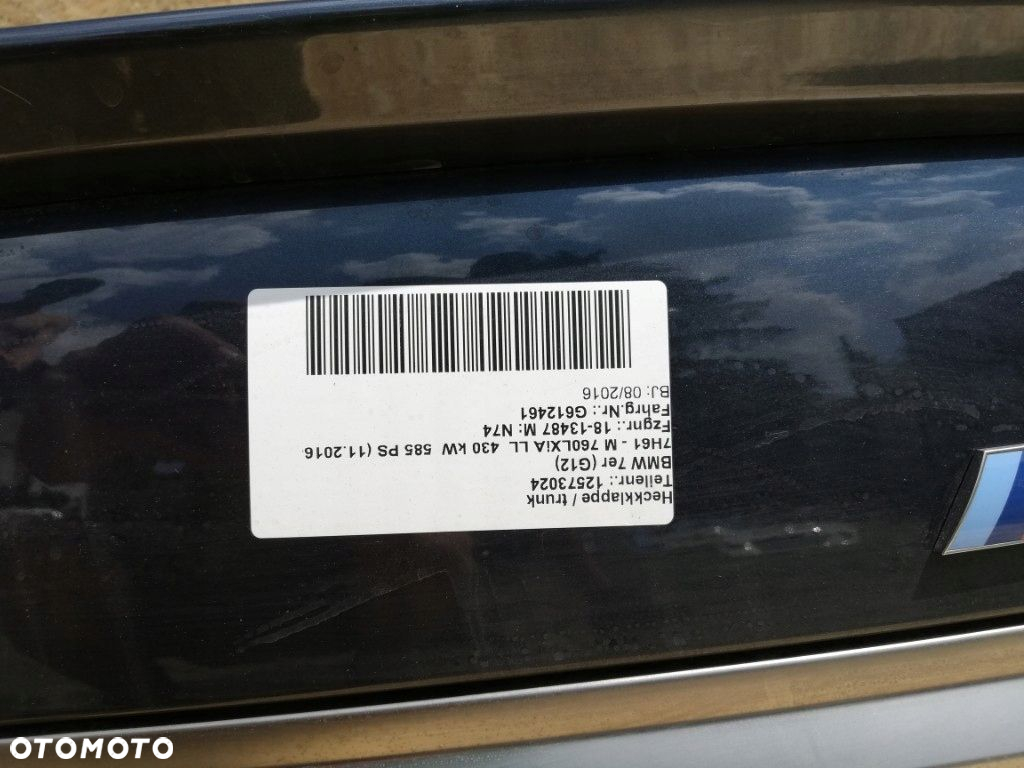 Heckklappe / trunk
Teilenr.: 12573024
BMW 7er (G12)
7H61 - M 760LXiA LL 430 kW 585 PS (11.2016
Fzgnr.: 18-13487 M: N74
Fahrg.Nr.: G612461
BJ: 08/2016
OTOMOTO